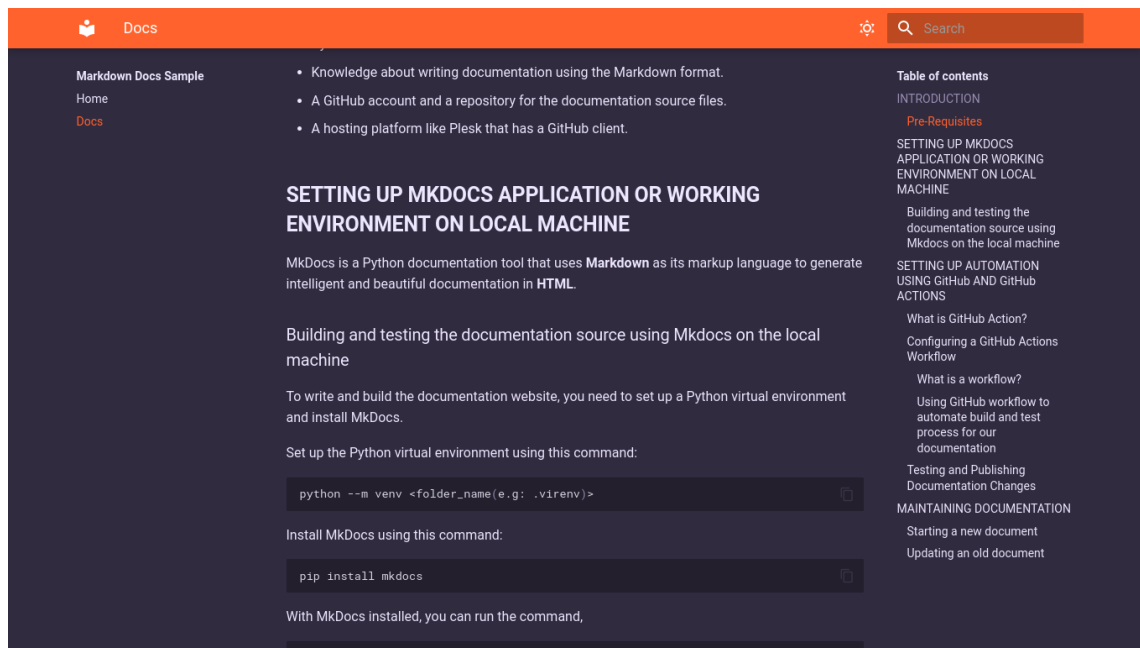 Docs
Search
Markdown Docs Sample
Home
Docs
Knowledge about writing documentation using the Markdown format.
A GitHub account and a repository for the documentation source files.
A hosting platform like Plesk that has a GitHub client.
SETTING UP MKDOCS APPLICATION OR WORKING
ENVIRONMENT ON LOCAL MACHINE
MkDocs is a Python documentation tool that uses Markdown as its markup language to generate
intelligent and beautiful documentation in HTML.
Building and testing the documentation source using Mkdocs on the local
machine
To write and build the documentation website, you need to set up a Python virtual environment
and install MkDocs.
Set up the Python virtual environment using this command:
python --m venv <folder_name(e.g: .virenv)>
Install MkDocs using this command:
pip install mkdocs
With MkDocs installed, you can run the command,
Table of contents
INTRODUCTION
Pre-Requisites
SETTING UP MKDOCS
APPLICATION OR WORKING
ENVIRONMENT ON LOCAL
MACHINE
Building and testing the
documentation source using
Mkdocs on the local machine
SETTING UP AUTOMATION
USING GitHub AND GitHub
ACTIONS
What is GitHub Action?
Configuring a GitHub Actions
Workflow
What is a workflow?
Using GitHub workflow to
automate build and test
process for our
documentation
Testing and Publishing
Documentation Changes
MAINTAINING DOCUMENTATION
Starting a new document
Updating an old document